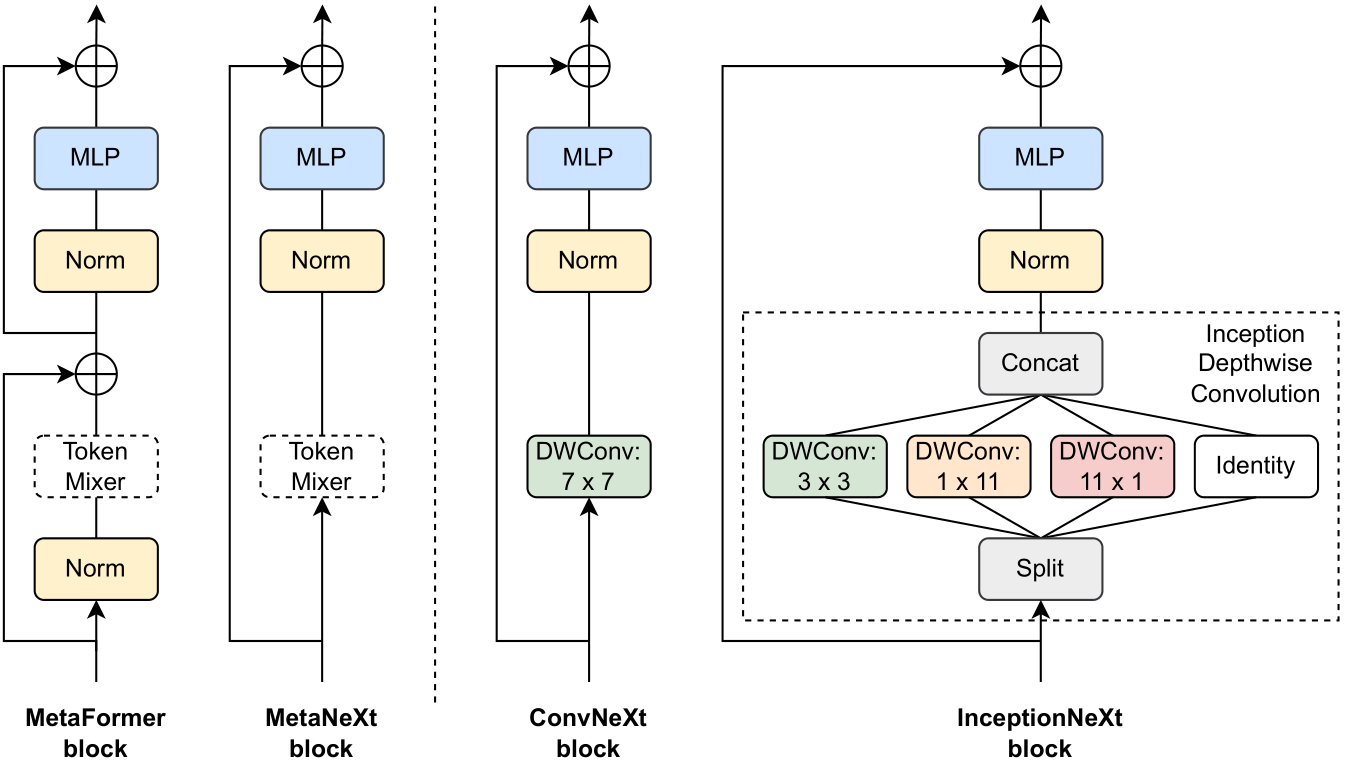 MLP
Norm
Token
Mixer
Norm
MetaFormer
block
MLP
Norm
Token
Mixer
MetaNeXt
block
MLP
Norm
DWConv:
7 x 7
ConvNeXt
block
MLP
Norm
Inception
Depthwise
Convolution
Concat
DWConv:
3 x 3
DWConv:
1 x 11
DWConv:
11 x 1
Identity
Split
InceptionNeXt
block